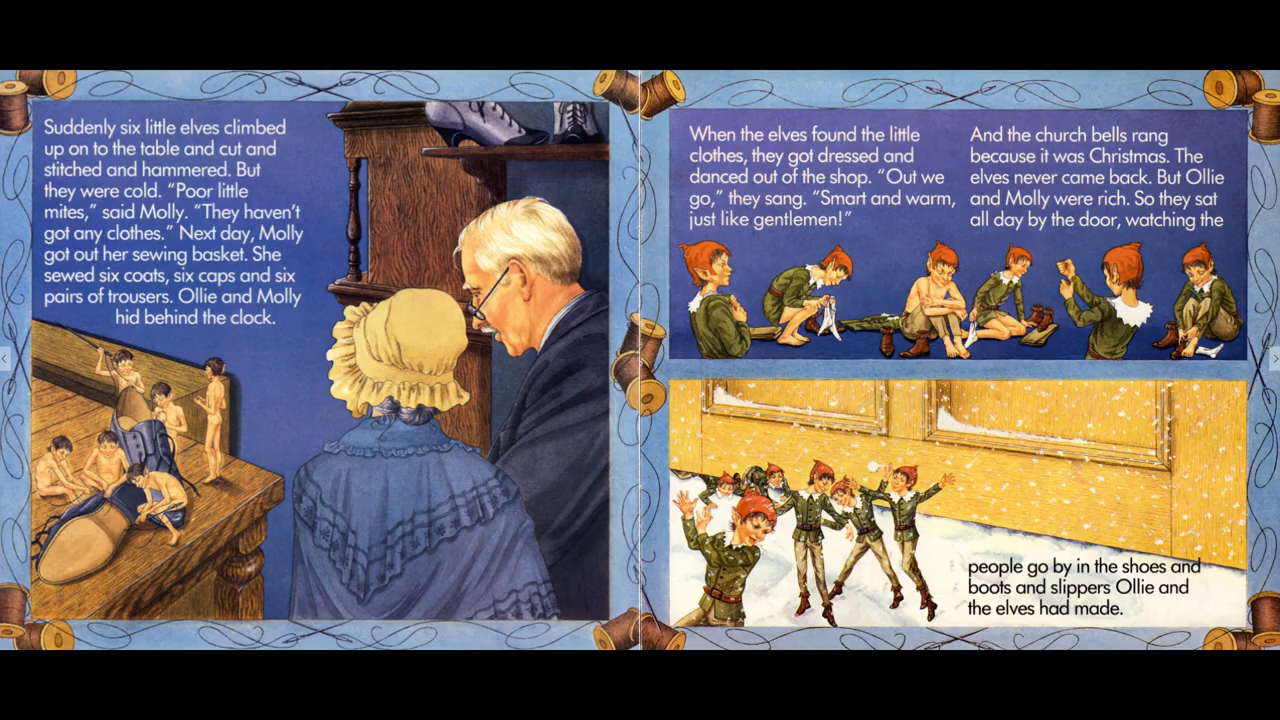 Suddenly six little elves climbed
up on to the table and cut and
stitched and hammered. But
they were cold. “Poor little
mites,” said Molly. “They haven’t
got any clothes.” Next day, Molly
got out her sewing basket. She
sewed six coats, six caps and six
pairs of trousers. Ollie and Molly
hid behind the clock.
When the elves found the little
clothes, they got dressed and
danced out of the shop. “Out we
go,” they sang. “Smart and warm,
just like gentlemen!”
And the church bells rang
because it was Christmas. The
elves never came back. But Ollie
and Molly were rich. So they sat
all day by the door, watching the
people go by in the shoes and
boots and slippers Ollie and
the elves had made.